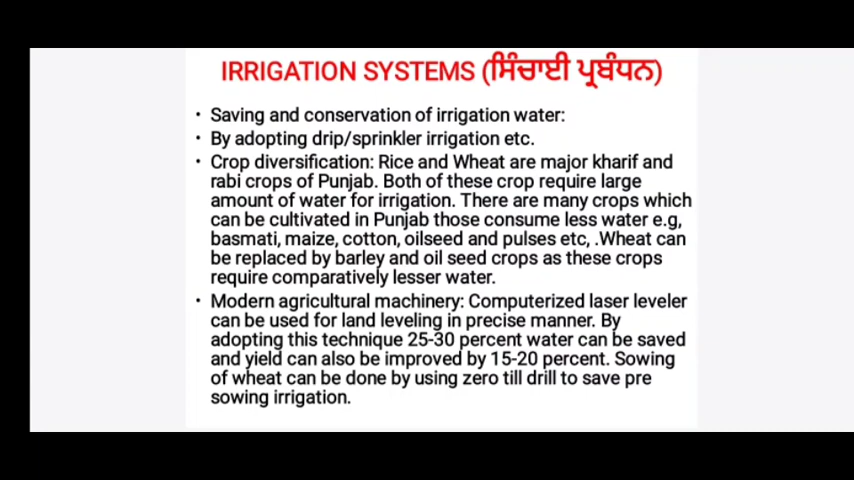 IRRIGATION SYSTEMS (ਸਿੰਚਾਈ ਪ੍ਰਬੰਧਨ)
• Saving and conservation of irrigation water:
• By adopting drip/sprinkler irrigation etc.
• Crop diversification: Rice and Wheat are major kharif and
rabi crops of Punjab. Both of these crop require large
amount of water for irrigation. There are many crops which
can be cultivated in Punjab those consume less water e.g,
basmati, maize, cotton, oilseed and pulses etc, .Wheat can
be replaced by barley and oil seed crops as these crops
require comparatively lesser water.
• Modern agricultural machinery: Computerized laser leveler
can be used for land leveling in precise manner. By
adopting this technique 25-30 percent water can be saved
and yield can also be improved by 15-20 percent. Sowing
of wheat can be done by using zero till drill to save pre
sowing irrigation.